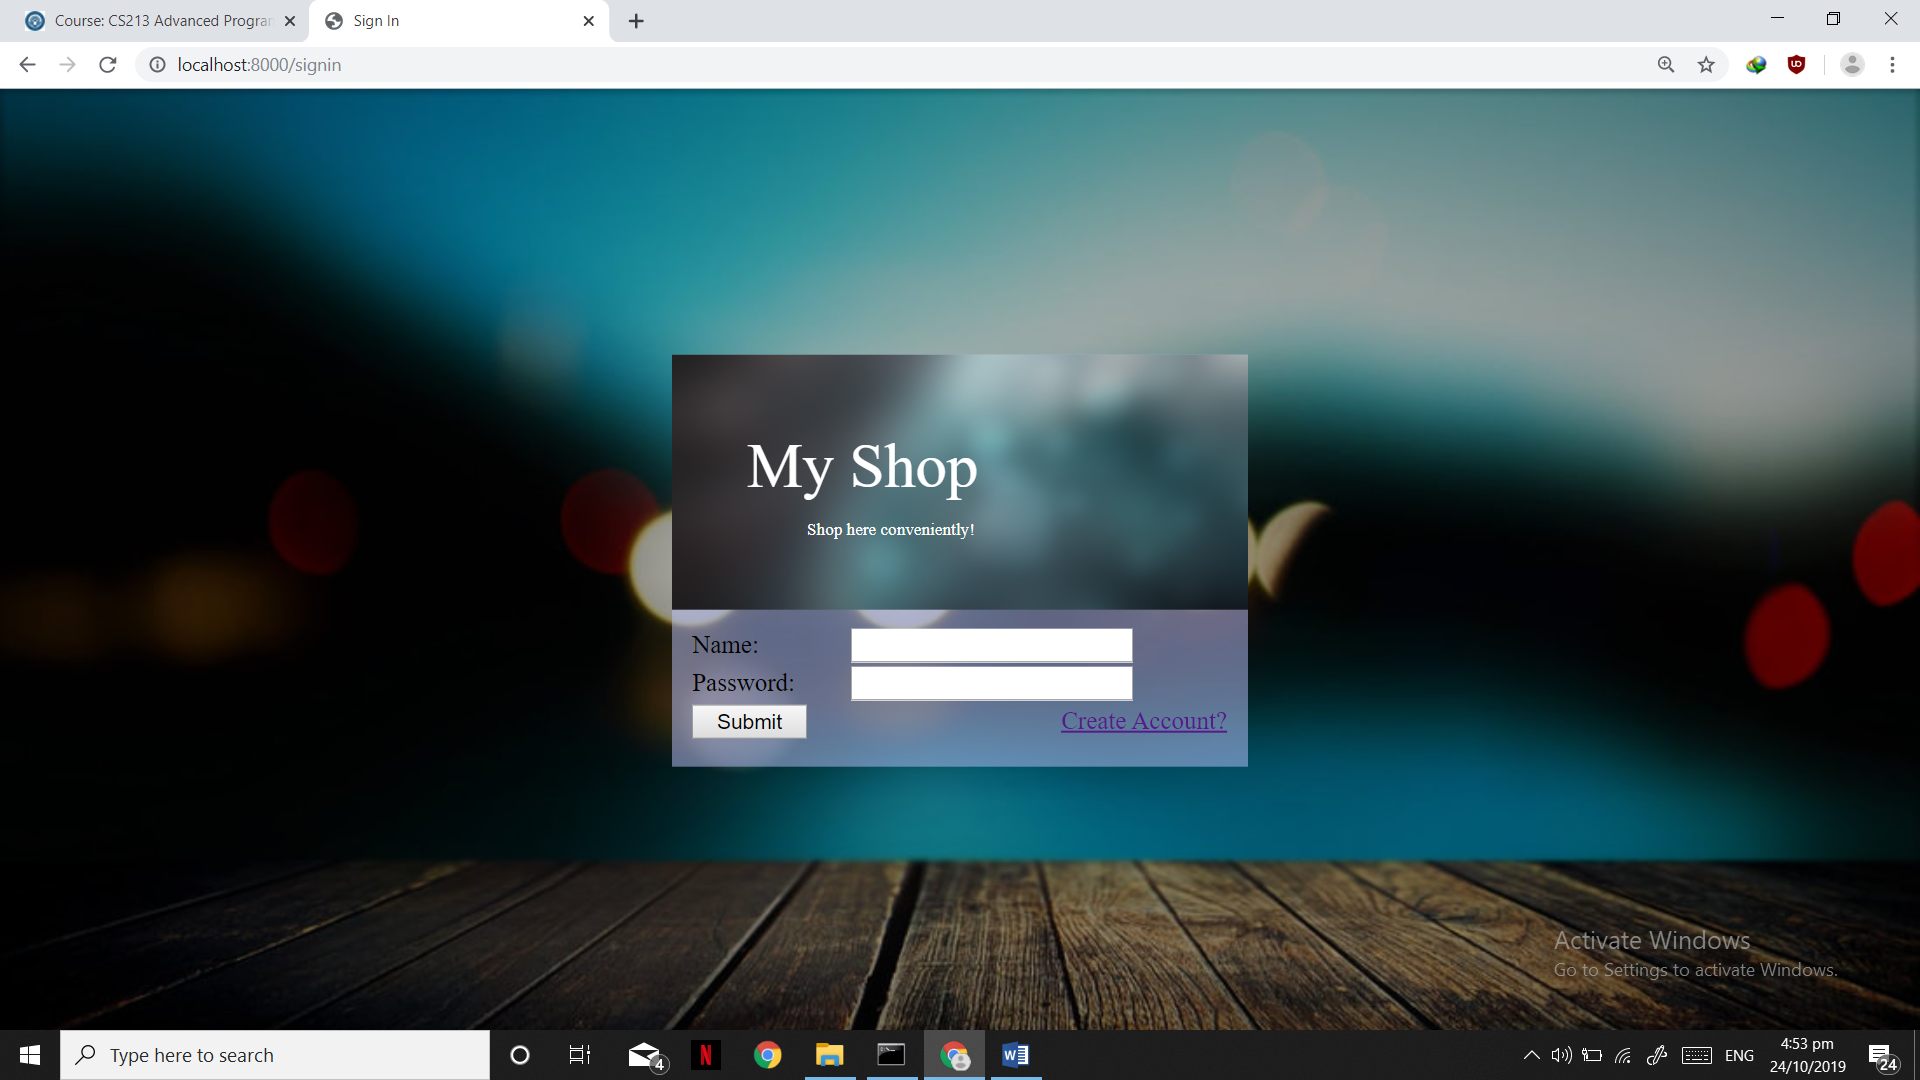 Course: CS213 Advanced Progran
Sign In
localhost:8000/signin
My Shop
Shop here conveniently!
Name:
Password:
Submit
Create Account?
Activate Windows
Go to Settings to activate Windows.
Type here to search
4
N
W
ENG
4:53 pm
24/10/2019
24